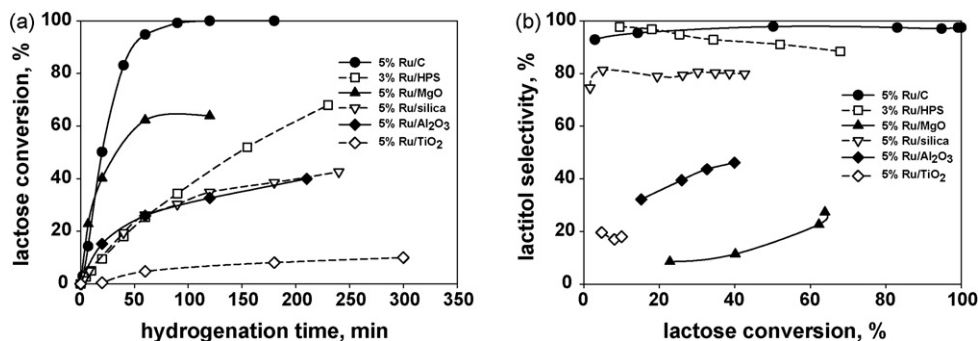 (a)
lactose conversion, %
100
80
60
40
20
0
5% Ru/C
3% Ru/HPS
5% Ru/MgO
5% Ru/silica
5% Ru/Al2O3
5% Ru/TiO2
0 50 100 150 200 250 300 350
hydrogenation time, min
(b)
lactitol selectivity, %
100
80
60
40
20
0
5% Ru/C
3% Ru/HPS
5% Ru/MgO
5% Ru/silica
5% Ru/Al2O3
5% Ru/TiO2
0 20 40 60 80 100
lactose conversion, %